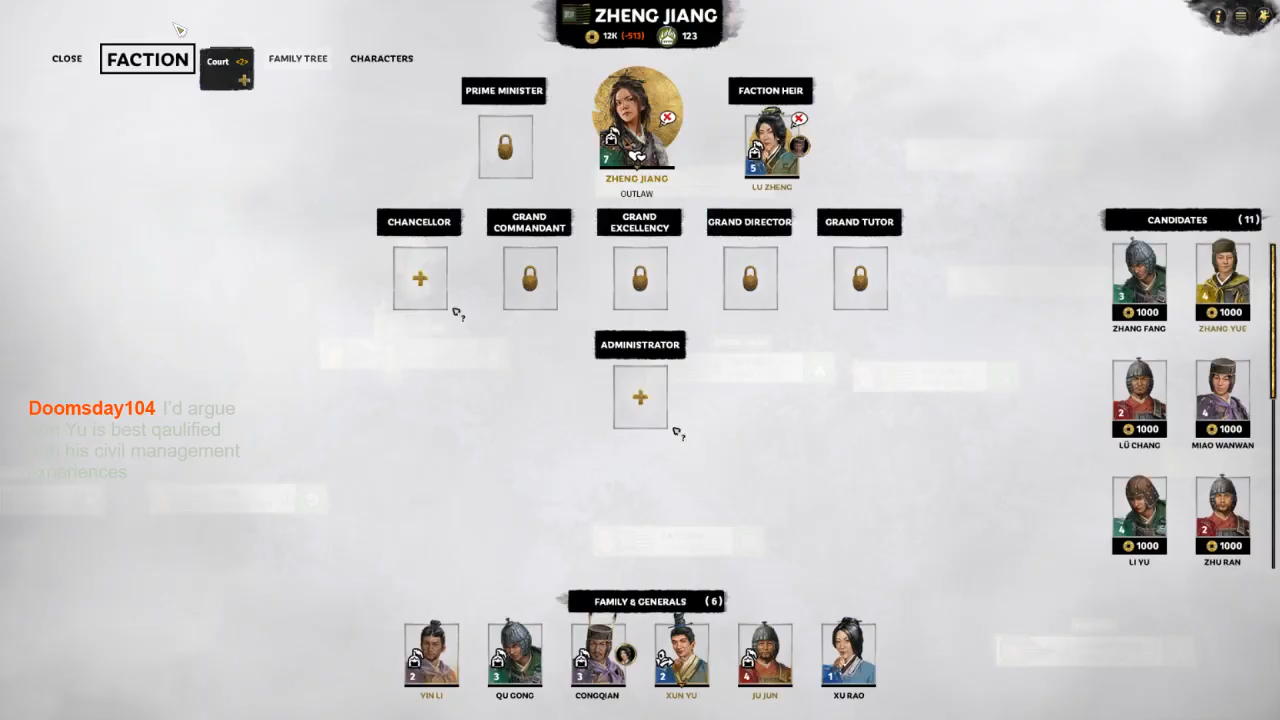 ZHENG JIANG
12K (-513) 123
CLOSE
FACTION
Court <2>
FAMILY TREE
CHARACTERS
PRIME MINISTER
7
ZHENG JIANG
OUTLAW
FACTION HEIR
5
LU ZHENG
CHANCELLOR
GRAND
COMMANDANT
GRAND
EXCELLENCY
GRAND DIRECTOR
GRAND TUTOR
?
ADMINISTRATOR
?
CANDIDATES (11)
3
1000
ZHANG FANG
4
1000
ZHANG YUE
2
1000
LÜ CHANG
4
1000
MIAO WANWAN
4
1000
LI YU
2
1000
ZHU RAN
Doomsday104 I'd argue
Yu is best qaulified
his civil management
FAMILY & GENERALS (6)
2
YIN LI
3
QU GONG
3
CONGQIAN
2
XUN YU
4
JU JUN
1
XU RAO